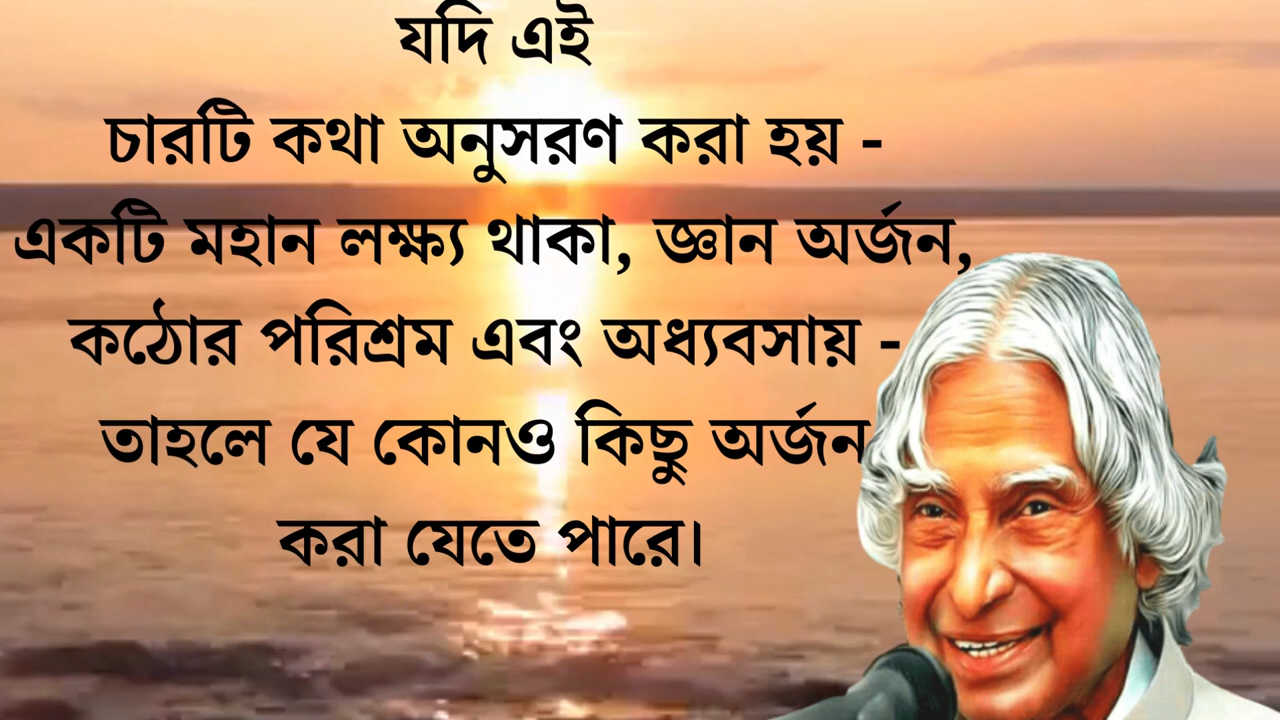 যদি এই
চারটি কথা অনুসরণ করা হয় -
একটি মহান লক্ষ্য থাকা, জ্ঞান অর্জন,
কঠোর পরিশ্রম এবং অধ্যবসায় -
তাহলে যে কোনও কিছু অর্জন
করা যেতে পারে।